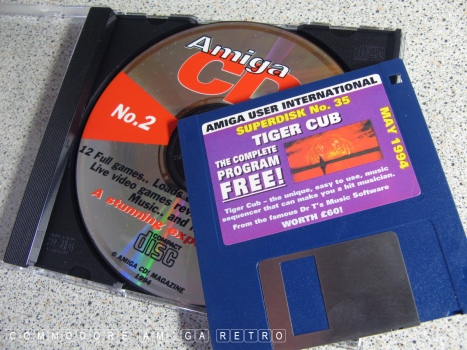 Amiga
CD
No.2
12 Full games..
Live video games
Music.. and
A stunning
COMPACT
disc
© AMIGA CD! MAGAZINE
1994
AMIGA USER INTERNATIONAL
SUPERDISK No. 35
TIGER CUB
MAY 1994
THE COMPLETE
PROGRAM
FREE!
Tiger Cub – the unique, easy to use, music
sequencer that can make you a hit musician.
From the famous Dr T's Music Software
WORTH £60!
COMMODORE AMIGA RETRO